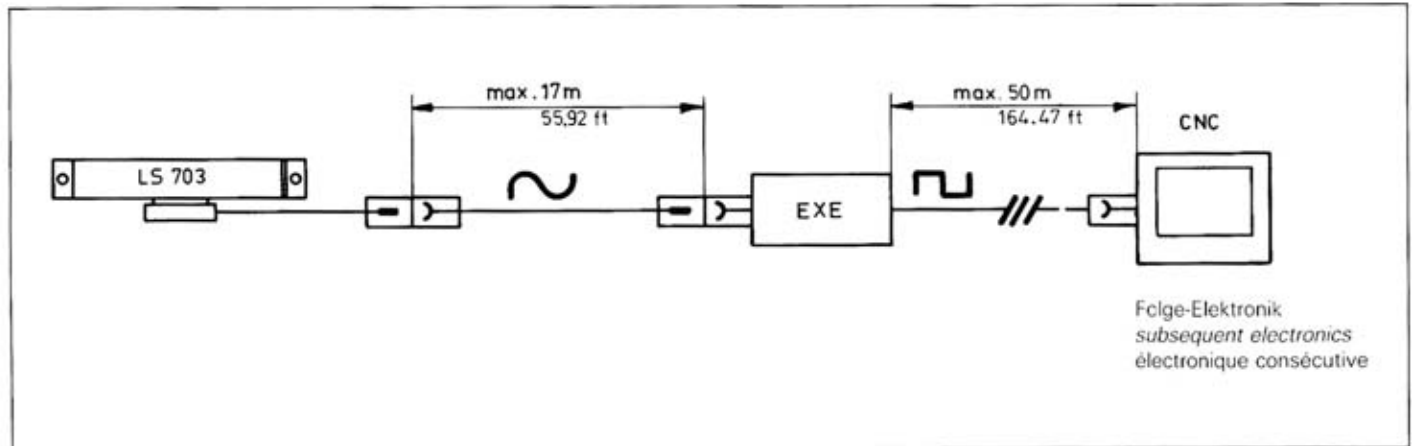 max. 17m
55,92 ft
max. 50m
164.47 ft
CNC
LS 703
EXE
Fclge-Elektronik
subsequent electronics
électronique consécutive